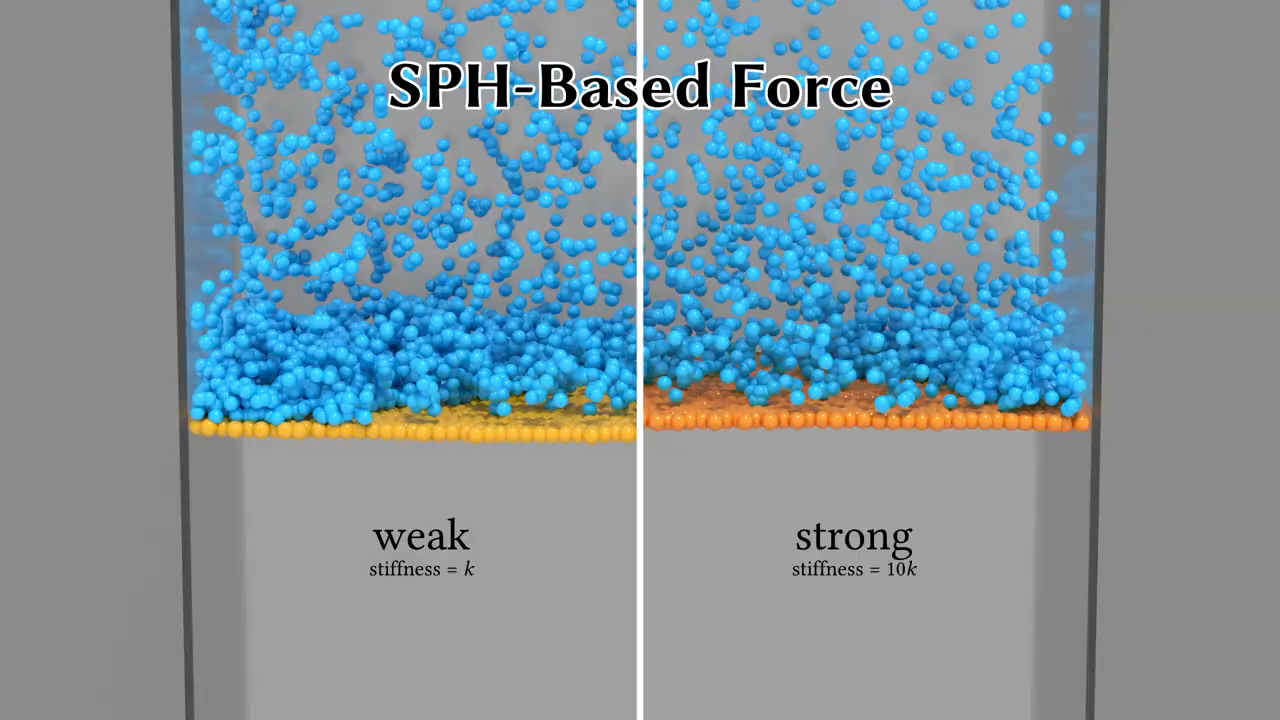 SPH-Based Force
weak
stiffness = k
strong
stiffness = 10k